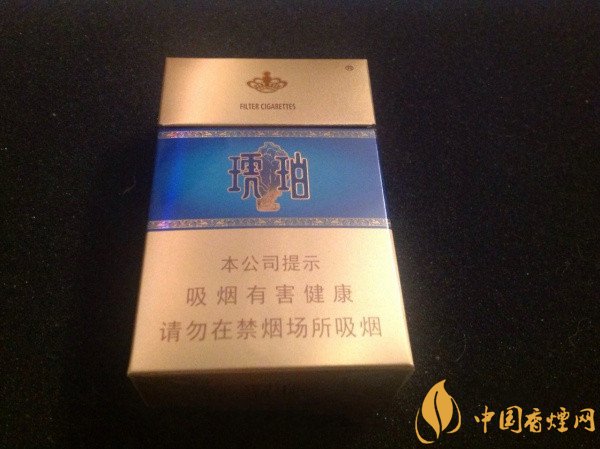 ®
FILTER CIGARETTES
琥珀
本公司提示
吸烟有害健康
请勿在禁烟场所吸烟
中国香烟网